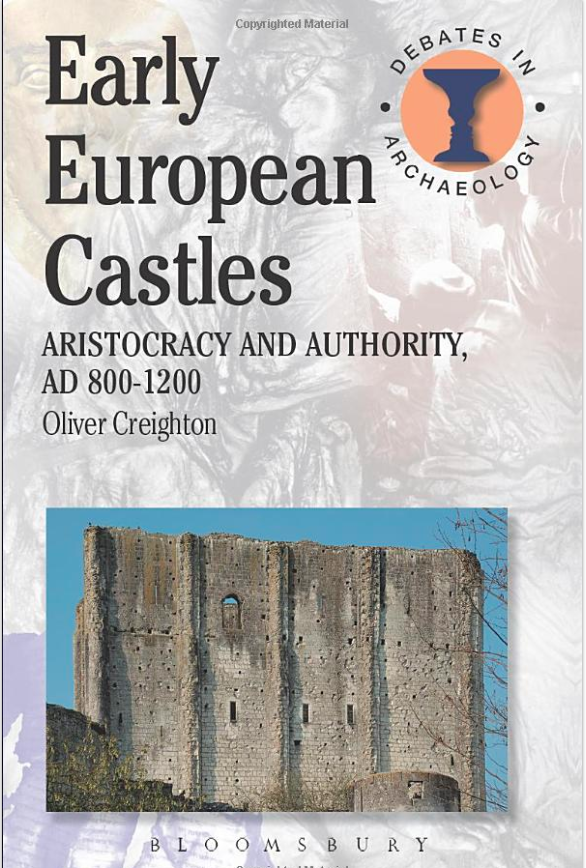 Copyrighted Material
Early
European
Castles
DEBATES IN
ARCHAEOLOGY
ARISTOCRACY AND AUTHORITY,
AD 800-1200
Oliver Creighton
BLOOMSBURY